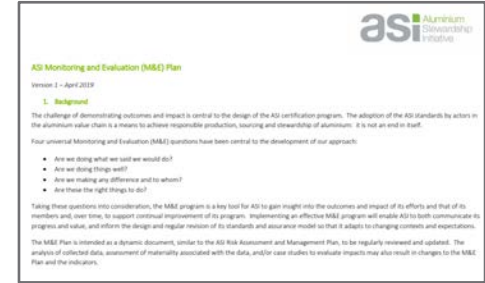 asi Aluminium
Stewardship
Initiative
ASI Monitoring and Evaluation (M&E) Plan
Version 1 – April 2019
1. Background
The challenge of demonstrating outcomes and impact is central to the design of the ASI certification program. The adoption of the ASI standards by actors in
the aluminium value chain is a means to achieve responsible production, sourcing and stewardship of aluminium: it is not an end in itself.
Four universal Monitoring and Evaluation (M&E) questions have been central to the development of our approach:
• Are we doing what we said we would do?
• Are we doing things well?
• Are we making any difference and to whom?
• Are these the right things to do?
Taking these questions into consideration, the M&E program is a key tool for ASI to gain insight into the outcomes and impact of its efforts and that of its
members and, over time, to support continual improvement of its program. Implementing an effective M&E program will enable ASI to both communicate its
progress and value, and inform the design and regular revision of its standards and assurance model so that it adapts to changing contexts and expectations.
The M&E Plan is intended as a dynamic document, similar to the ASI Risk Assessment and Management Plan, to be regularly reviewed and updated. The
analysis of collected data, assessment of materiality associated with the data, and/or case studies to evaluate impacts may also result in changes to the M&E
Plan and the indicators.